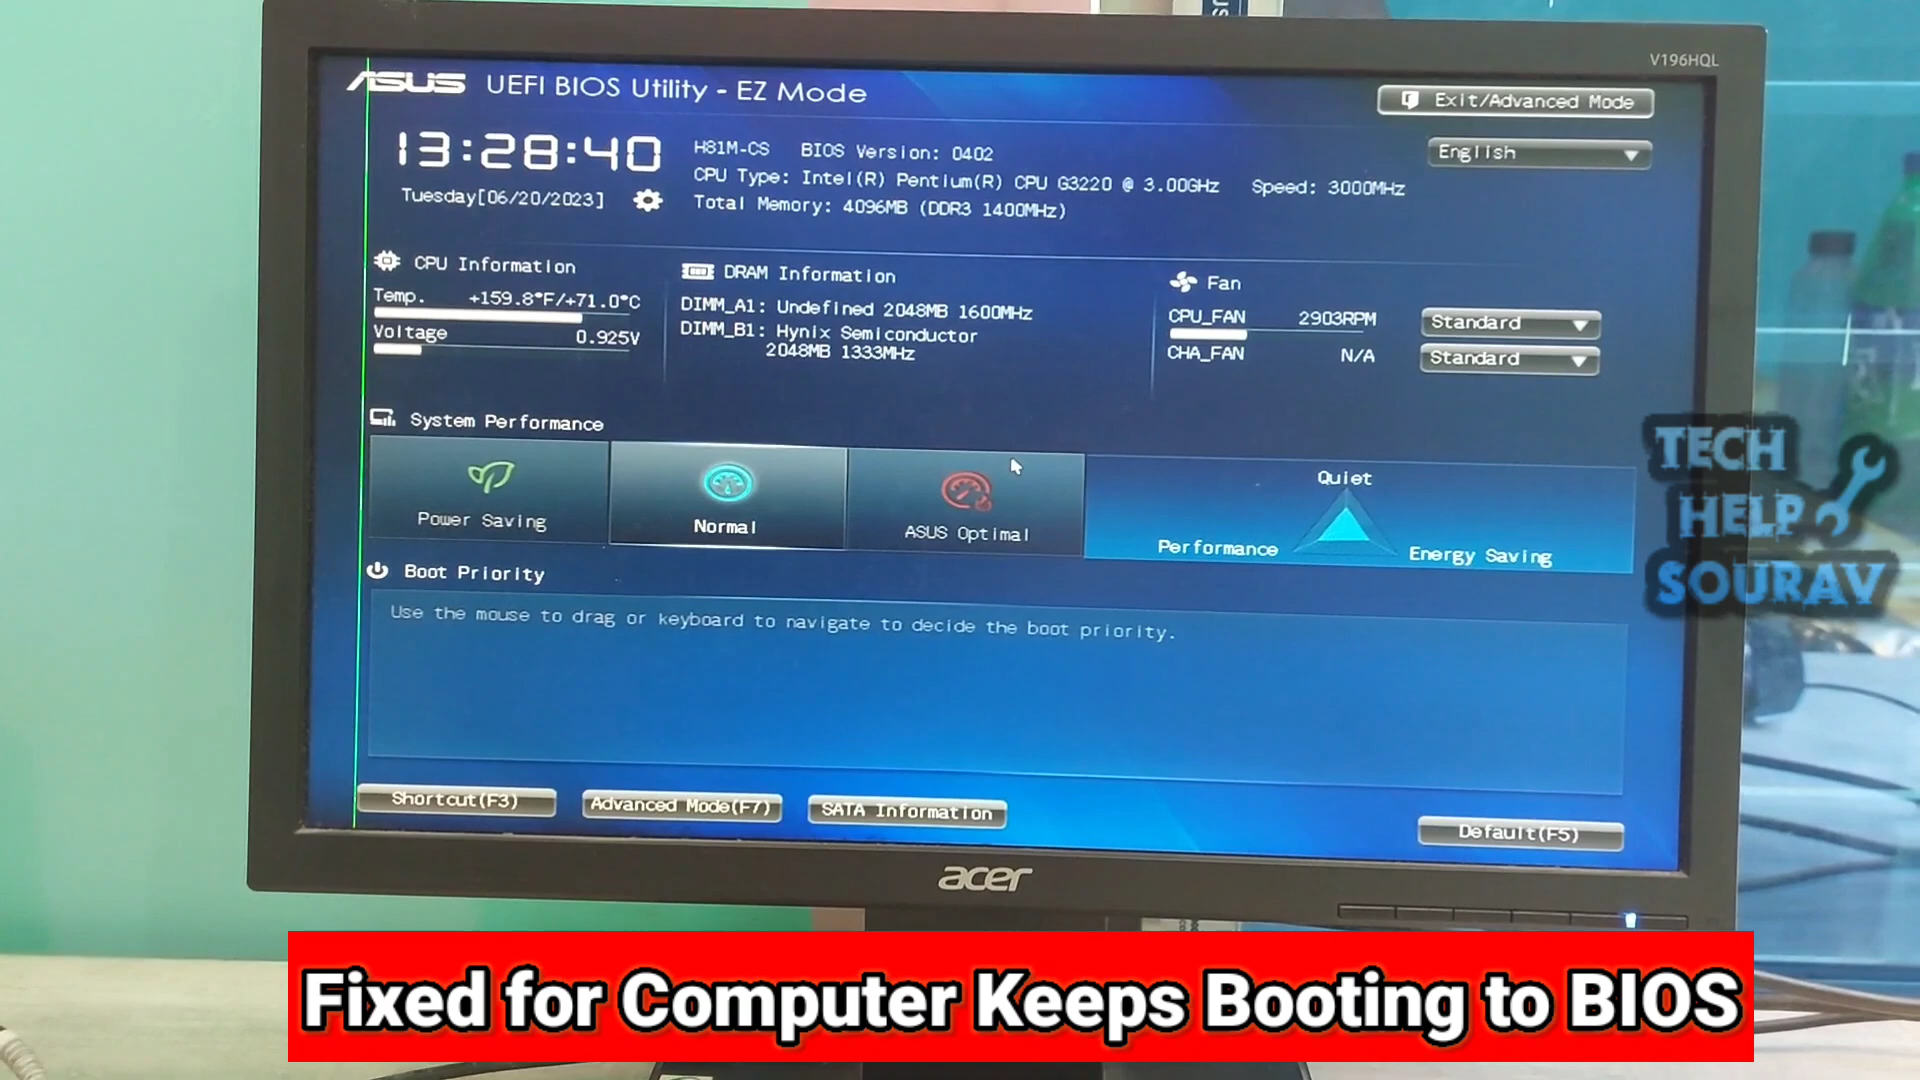 V196HQL
ASUS UEFI BIOS Utility - EZ Mode
Exit/Advanced Mode
13:28:40
Tuesday[06/20/2023]
H81M-CS BIOS Version: 0402
English
CPU Type: Intel(R) Pentium(R) CPU G3220 @ 3.00GHz Speed: 3000MHz
Total Memory: 4096MB (DDR3 1400MHz)
CPU Information
Temp. +159.8°F/+71.0°C
Voltage 0.925V
DRAM Information
DIMM_A1: Undefined 2048MB 1600MHz
DIMM_B1: Hynix Semiconductor
2048MB 1333MHz
Fan
CPU_FAN 2903RPM Standard
CHA_FAN N/A Standard
System Performance
Power Saving
Normal
ASUS Optimal
Quiet
Performance
Energy Saving
Boot Priority
Use the mouse to drag or keyboard to navigate to decide the boot priority.
Shortcut(F3)
Advanced Mode(F7)
SATA Information
Default(F5)
acer
TECH
HELP
SOURAV
Fixed for Computer Keeps Booting to BIOS